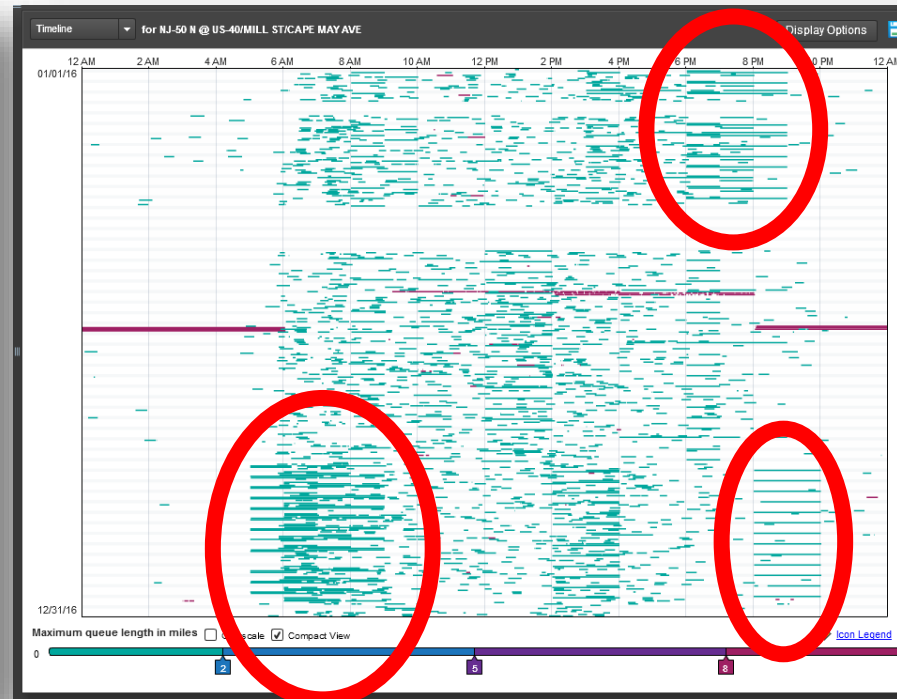 Timeline for NJ-50 N @ US-40/MILL ST/CAPE MAY AVE Display Options
12 AM 2 AM 4 AM 6 AM 8 AM 10 AM 12 PM 2 PM 4 PM 6 PM 8 PM 12 AM
01/01/16
12/31/16
Maximum queue length in miles Compact View Icon Legend
0 2 5 8